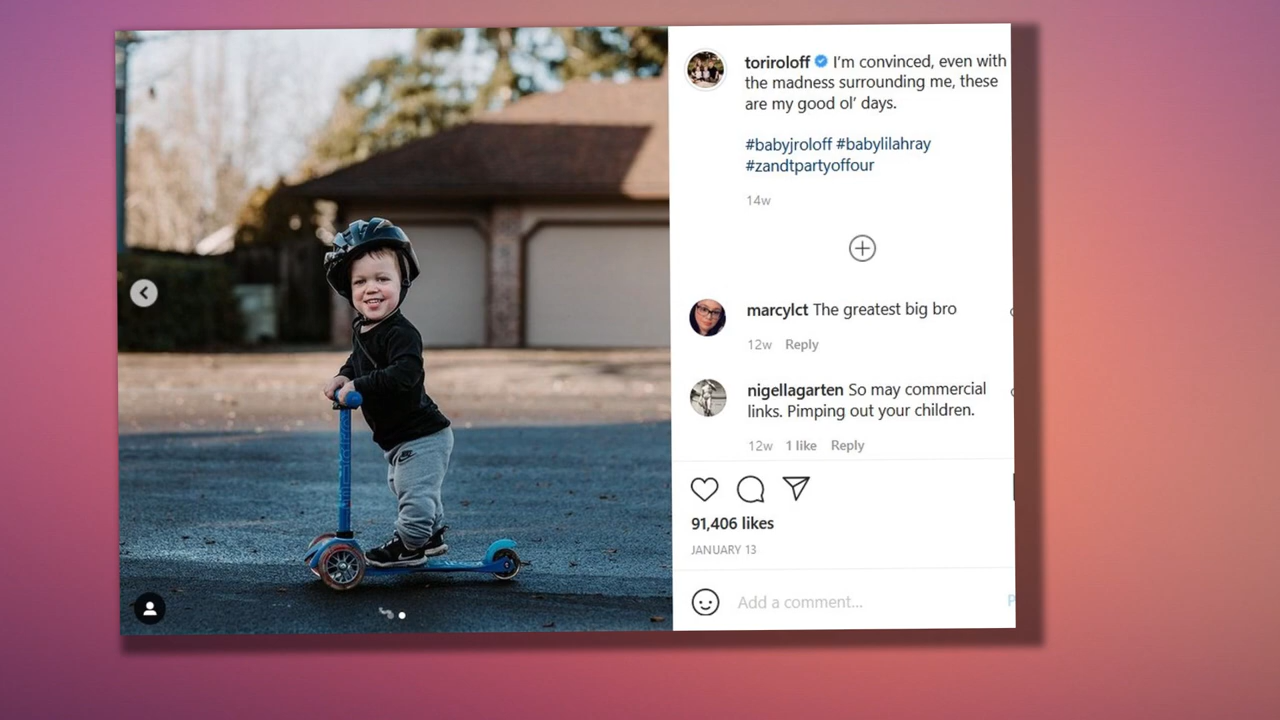 toriroloff I'm convinced, even with
the madness surrounding me, these
are my good ol' days.
#babyjroloff #babylilahray
#zandtpartyoffour
14w
marcylct The greatest big bro
12w Reply
nigellagarten So may commercial
links. Pimping out your children.
12w 1 like Reply
91,406 likes
JANUARY 13
Add a comment...